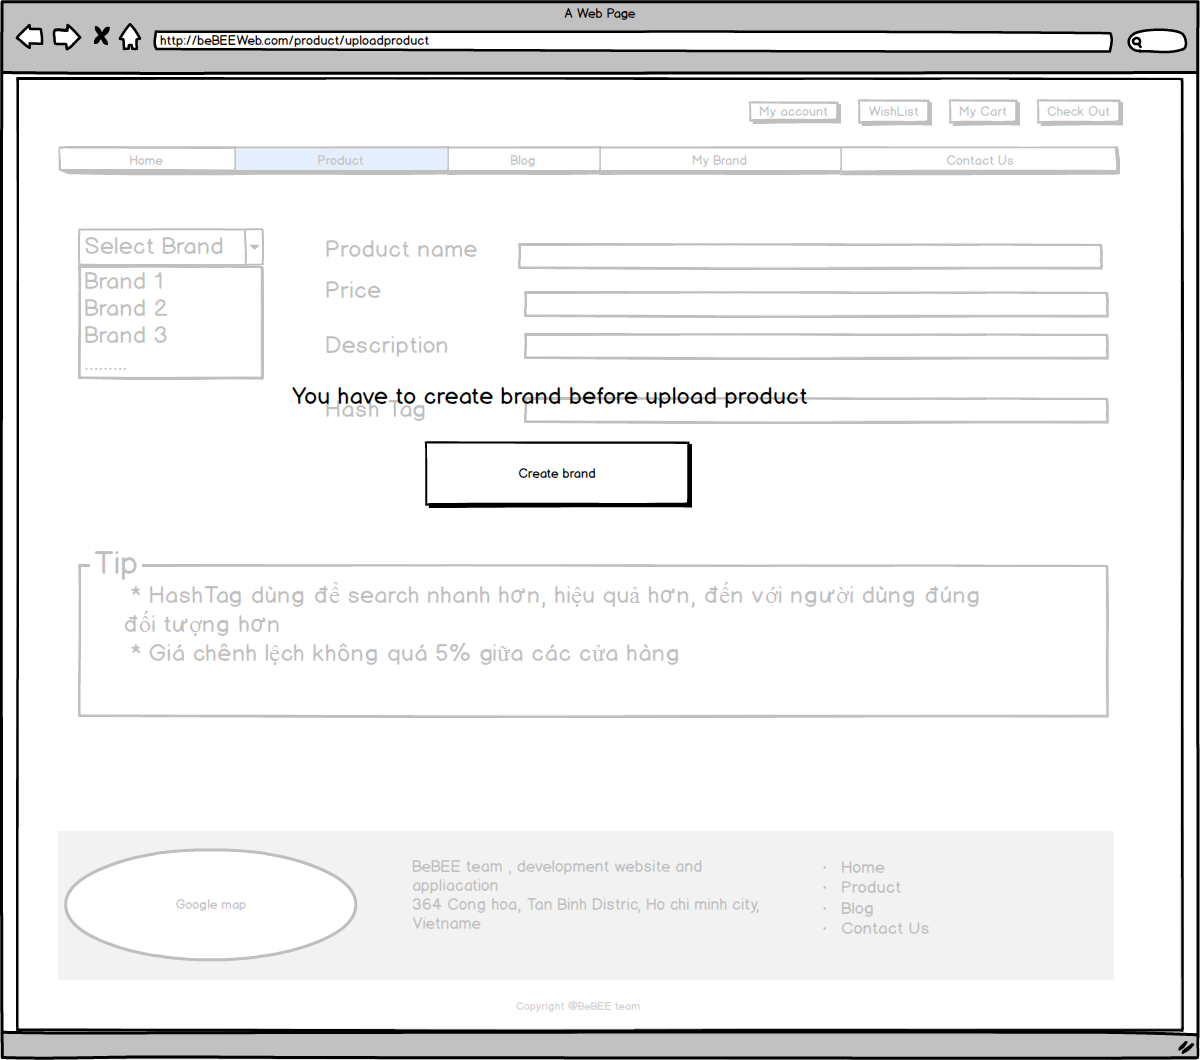 A Web Page
http://beBEEWeb.com/product/uploadproduct
My account WishList My Cart Check Out
Home Product Blog My Brand Contact Us
Select Brand
Brand 1
Brand 2
Brand 3
.........
Product name
Price
Description
You have to create brand before upload product
Hash Tag
Create brand
Tip
* HashTag dùng để search nhanh hơn, hiệu quả hơn, đến với người dùng đúng
đối tượng hơn
* Giá chênh lệch không quá 5% giữa các cửa hàng
Google map
BeBEE team , development website and
appliacation
364 Cong hoa, Tan Binh Distric, Ho chi minh city,
Vietname
· Home
· Product
· Blog
· Contact Us
Copyright @BeBEE team